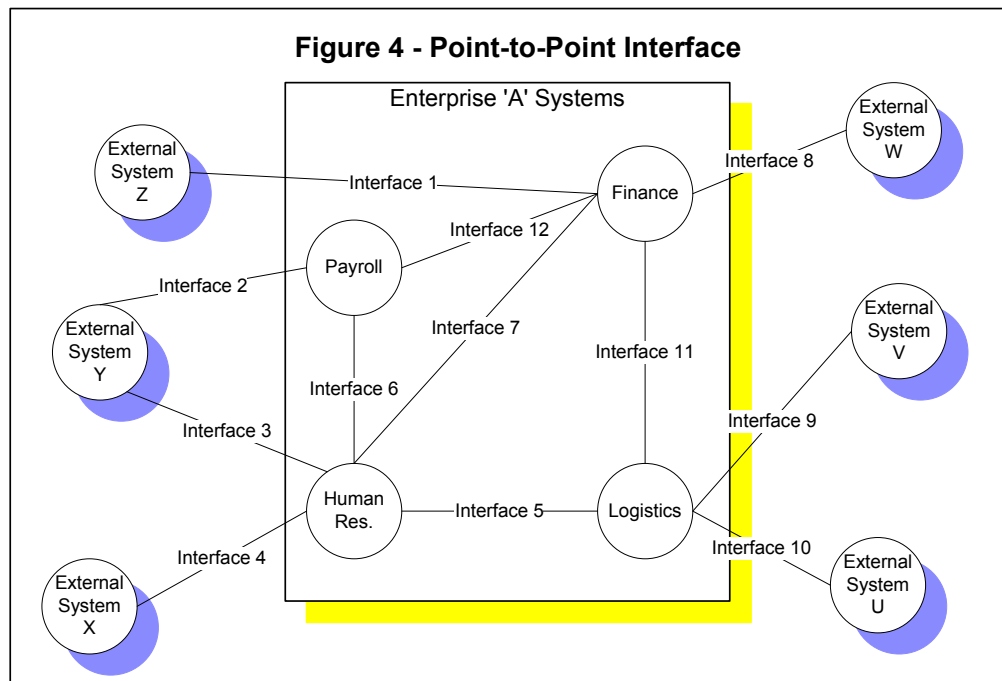 Figure 4 - Point-to-Point Interface
Enterprise 'A' Systems
External
System
Z
External
System
W
Interface 8
Interface 1
Finance
Interface 12
Payroll
Interface 2
External
System
Y
Interface 7
External
System
V
Interface 11
Interface 6
Interface 3
Interface 9
Human
Res.
Interface 5
Logistics
Interface 4
Interface 10
External
System
X
External
System
U